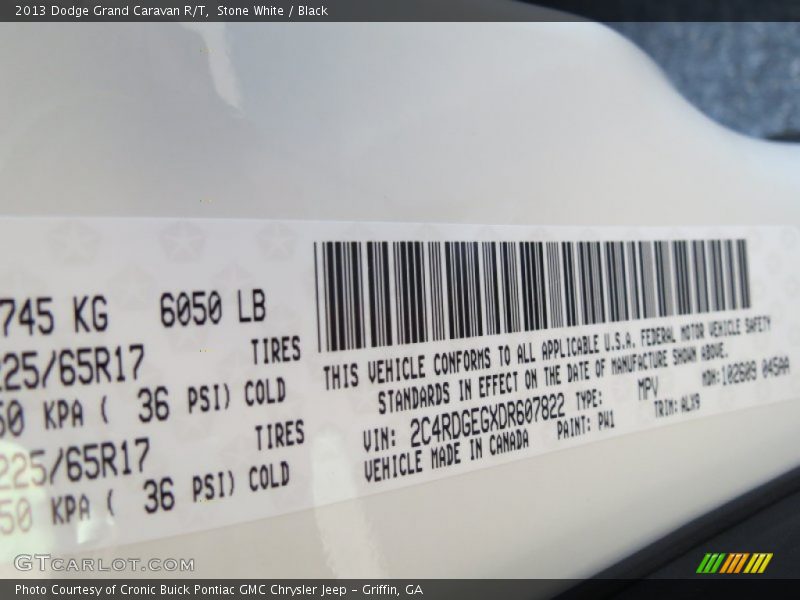 2013 Dodge Grand Caravan R/T, Stone White / Black
745 KG 6050 LB
225/65R17 TIRES
50 KPA ( 36 PSI) COLD
225/65R17 TIRES
50 KPA ( 36 PSI) COLD
THIS VEHICLE CONFORMS TO ALL APPLICABLE U.S.A. FEDERAL MOTOR VEHICLE SAFETY
STANDARDS IN EFFECT ON THE DATE OF MANUFACTURE SHOWN ABOVE.
VIN: 2C4RDGEGXDR607822 TYPE: MPV MDH:102609 045AA
VEHICLE MADE IN CANADA PAINT: PW1 TRIM:ALX9
GTCARLOT.COM
Photo Courtesy of Cronic Buick Pontiac GMC Chrysler Jeep - Griffin, GA